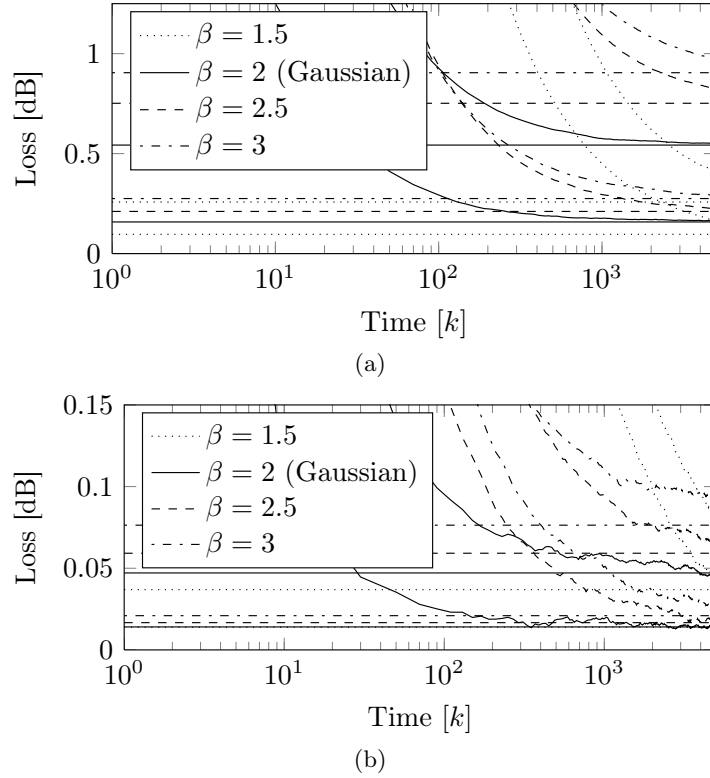 1
0.5
0
Loss [dB]
β = 1.5
β = 2 (Gaussian)
β = 2.5
β = 3
10^0
10^1
10^2
10^3
Time [k]
(a)
0.15
0.1
0.05
0
Loss [dB]
β = 1.5
β = 2 (Gaussian)
β = 2.5
β = 3
10^0
10^1
10^2
10^3
Time [k]
(b)